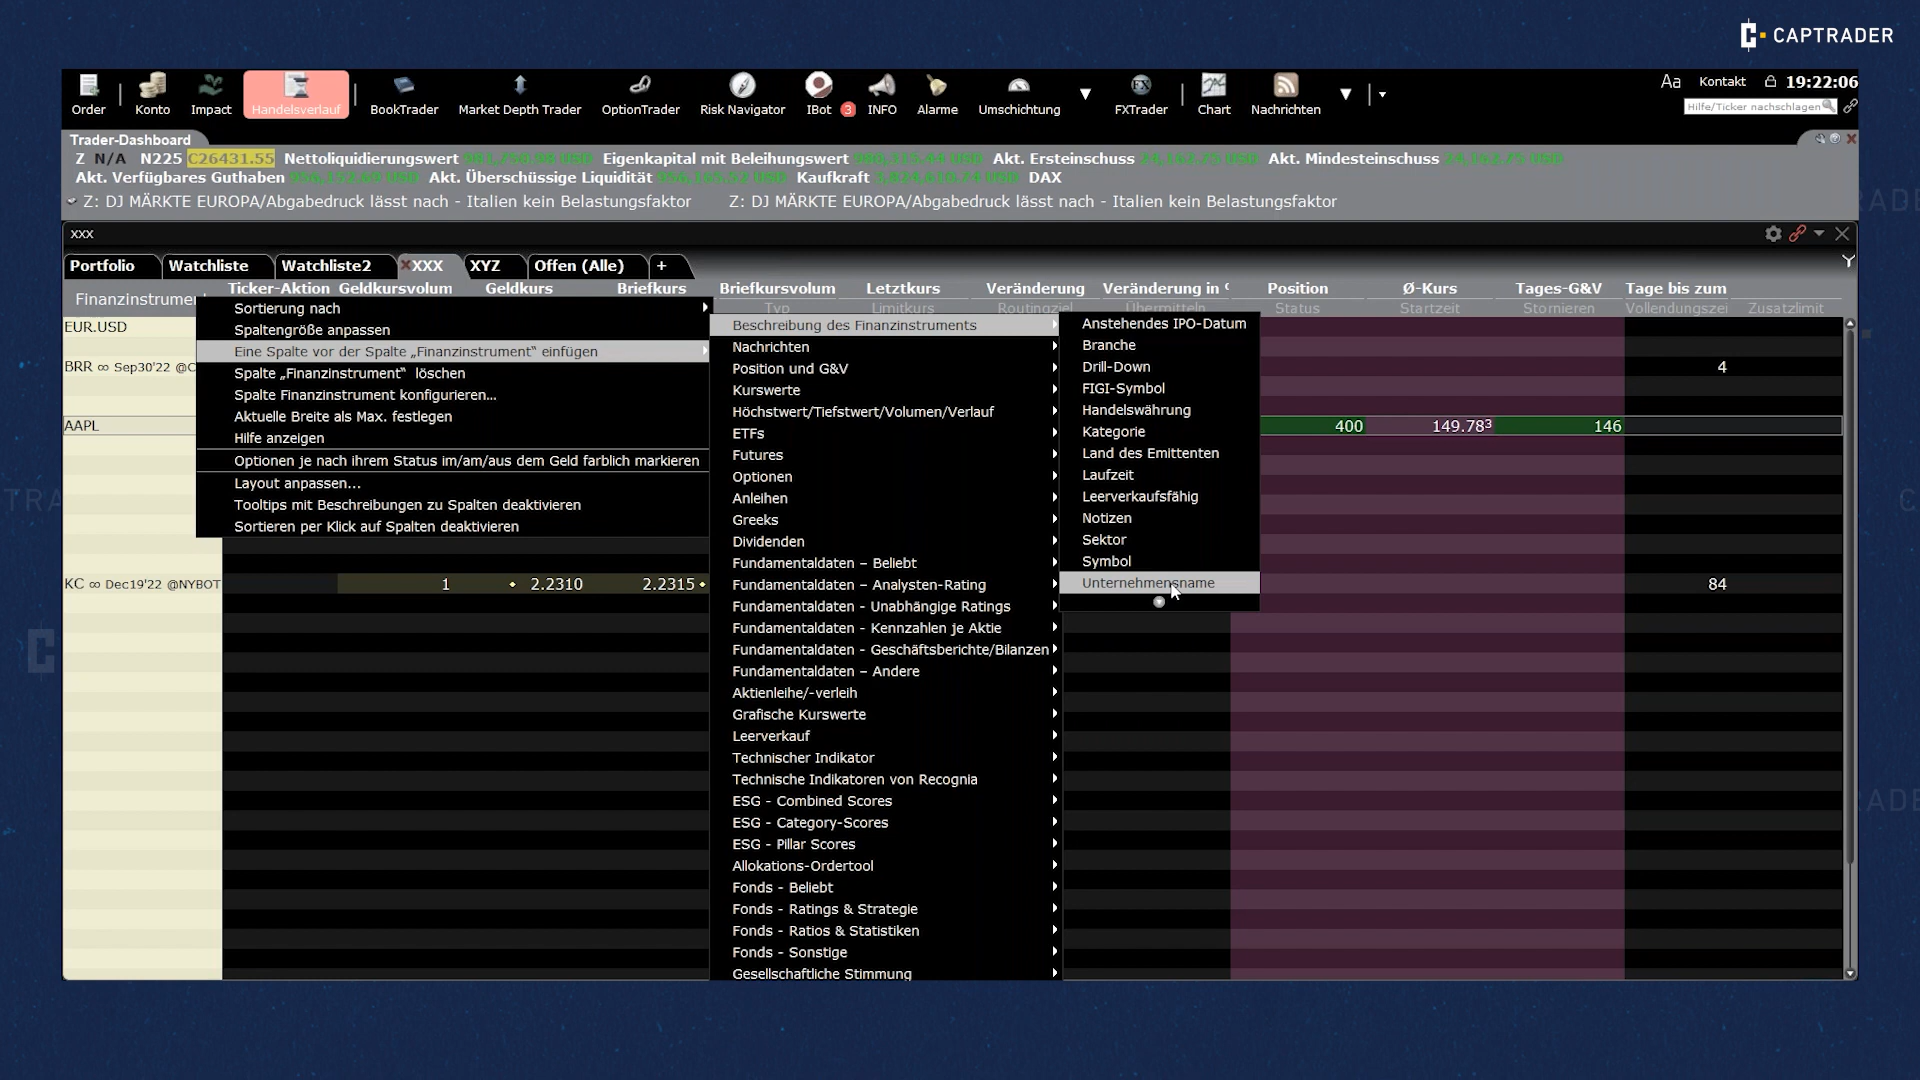 CAPTRADER
Order Konto Impact Handelsverlauf BookTrader Market Depth Trader OptionTrader Risk Navigator IBot 3 INFO Alarme Umschichtung FXTrader Chart Nachrichten
Aa Kontakt 19:22:06
Hilfe/Ticker nachschlagen
Trader-Dashboard
Z N/A N225 C26431.55 Nettoliquidierungswert Eigenkapital mit Beleihungswert Akt. Ersteinschuss Akt. Mindesteinschuss
Akt. Verfügbares Guthaben Akt. Überschüssige Liquidität Kaufkraft DAX
Z: DJ MÄRKTE EUROPA/Abgabedruck lässt nach - Italien kein Belastungsfaktor Z: DJ MÄRKTE EUROPA/Abgabedruck lässt nach - Italien kein Belastungsfaktor
xxx
Portfolio Watchliste Watchliste2 XXX XYZ Offen (Alle) +
Finanzinstrumen Ticker-Aktion Geldkursvolum Geldkurs Briefkurs Briefkursvolum Letztkurs Veränderung Veränderung in Position Ø-Kurs Tages-G&V Tage bis zum
Typ Limitkurs Routingziel Übermitteln Status Startzeit Stornieren Vollendungszei Zusatzlimit
EUR.USD
BRR ∞ Sep30'22 @C 4
AAPL 400 149.78³ 146
KC ∞ Dec19'22 @NYBOT 1 2.2310 2.2315 84
Sortierung nach
Spaltengröße anpassen
Eine Spalte vor der Spalte „Finanzinstrument“ einfügen
Spalte „Finanzinstrument“ löschen
Spalte Finanzinstrument konfigurieren...
Aktuelle Breite als Max. festlegen
Hilfe anzeigen
Optionen je nach ihrem Status im/am/aus dem Geld farblich markieren
Layout anpassen...
Tooltips mit Beschreibungen zu Spalten deaktivieren
Sortieren per Klick auf Spalten deaktivieren
Beschreibung des Finanzinstruments
Nachrichten
Position und G&V
Kurswerte
Höchstwert/Tiefstwert/Volumen/Verlauf
ETFs
Futures
Optionen
Anleihen
Greeks
Dividenden
Fundamentaldaten – Beliebt
Fundamentaldaten – Analysten-Rating
Fundamentaldaten - Unabhängige Ratings
Fundamentaldaten - Kennzahlen je Aktie
Fundamentaldaten - Geschäftsberichte/Bilanzen
Fundamentaldaten – Andere
Aktienleihe/-verleih
Grafische Kurswerte
Leerverkauf
Technischer Indikator
Technische Indikatoren von Recognia
ESG - Combined Scores
ESG - Category-Scores
ESG - Pillar Scores
Allokations-Ordertool
Fonds - Beliebt
Fonds - Ratings & Strategie
Fonds - Ratios & Statistiken
Fonds - Sonstige
Gesellschaftliche Stimmung
Anstehendes IPO-Datum
Branche
Drill-Down
FIGI-Symbol
Handelswährung
Kategorie
Land des Emittenten
Laufzeit
Leerverkaufsfähig
Notizen
Sektor
Symbol
Unternehmensname